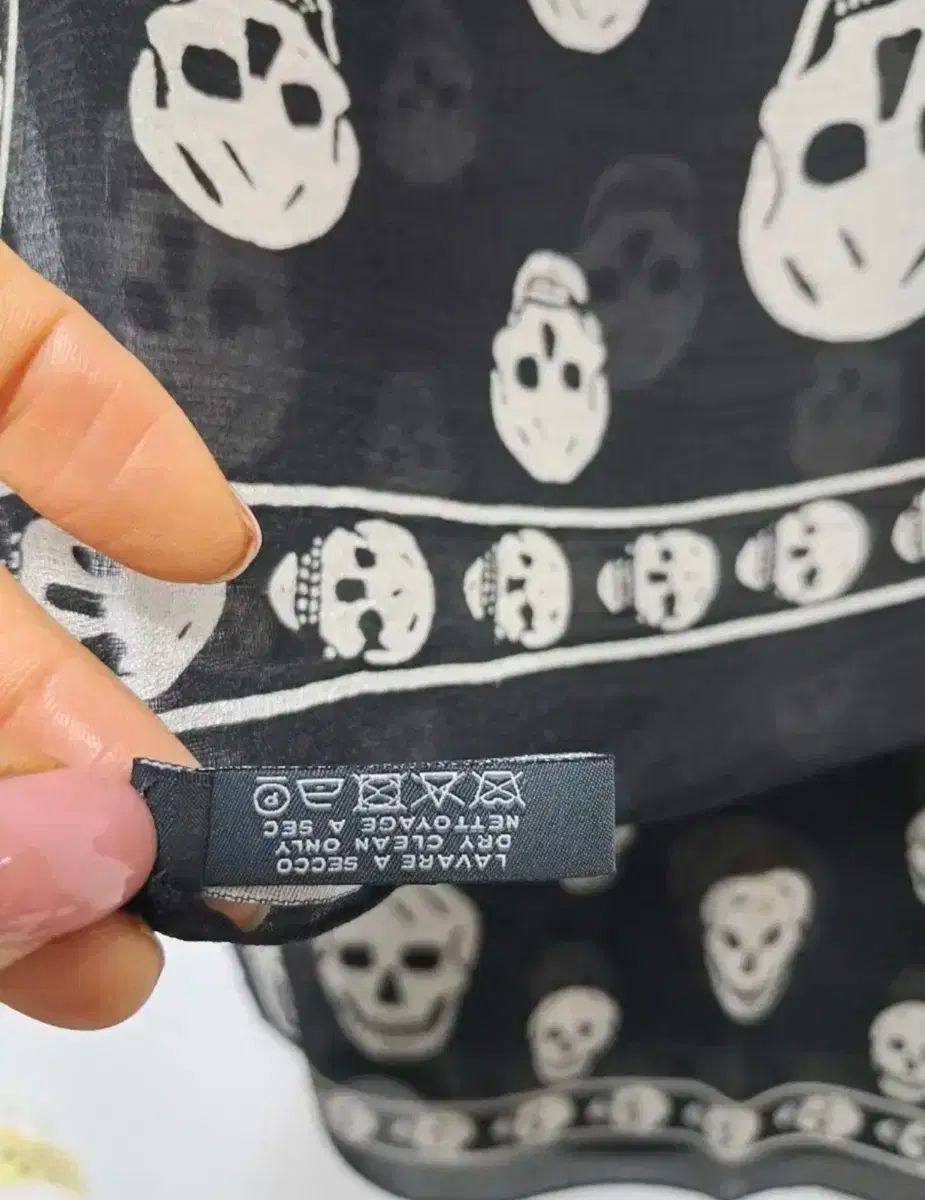 LAVARE A SECCO
DRY CLEAN ONLY
NETTOYAGE A SEC
P